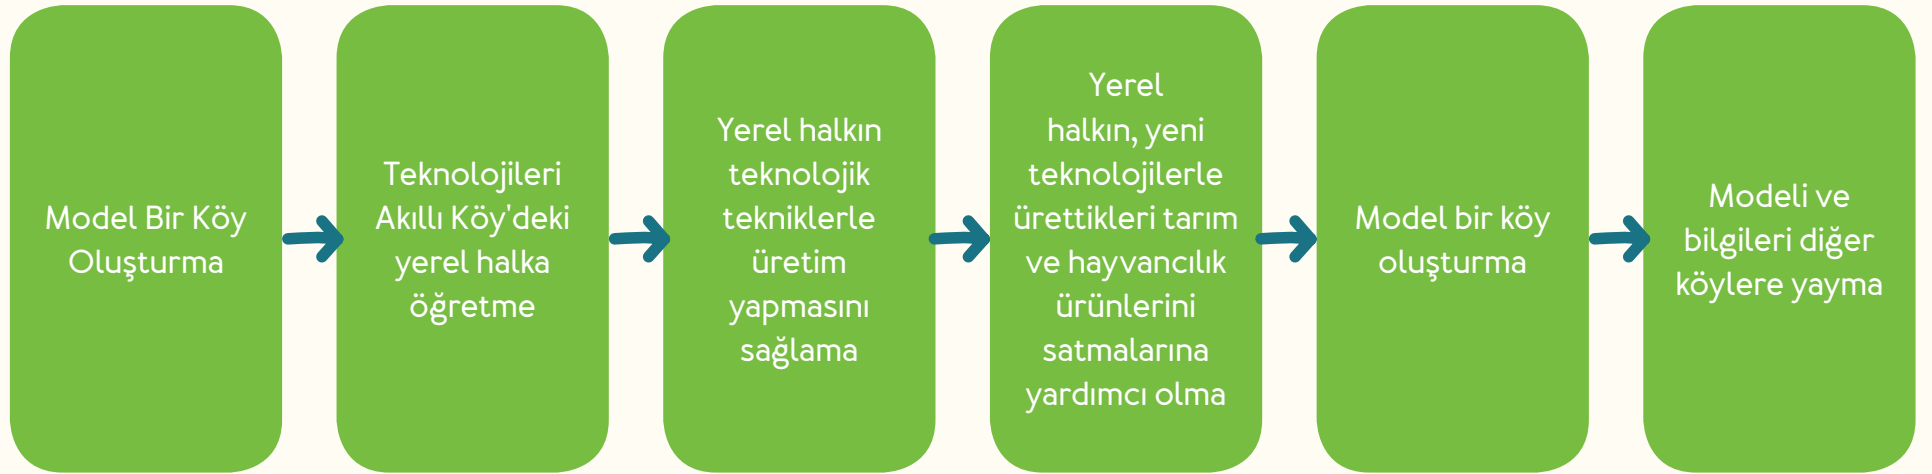 Model Bir Köy
Oluşturma
Teknolojileri
Akıllı Köy'deki
yerel halka
öğretme
Yerel halkın
teknolojik
tekniklerle
üretim
yapmasını
sağlama
Yerel
halkın, yeni
teknolojilerle
ürettikleri tarım
ve hayvancılık
ürünlerini
satmalarına
yardımcı olma
Model bir köy
oluşturma
Modeli ve
bilgileri diğer
köylere yayma